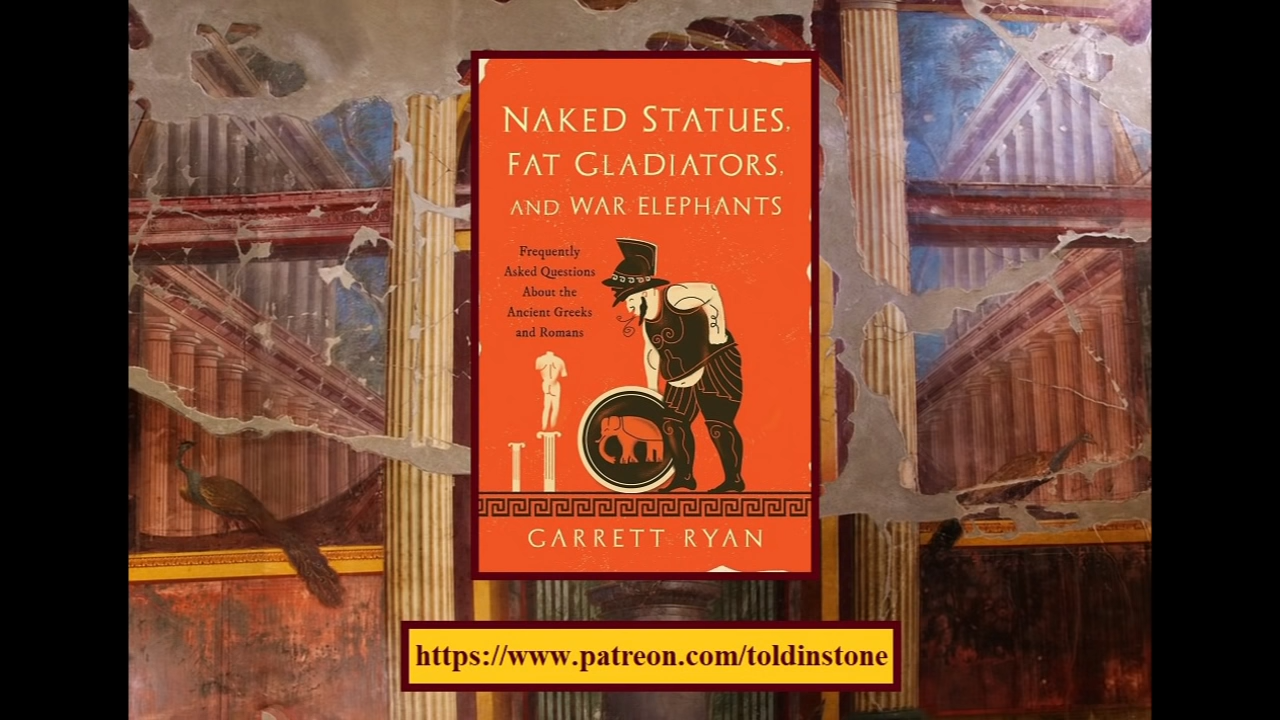 NAKED STATUES,
FAT GLADIATORS,
AND WAR ELEPHANTS
Frequently
Asked Questions
About the
Ancient Greeks
and Romans
GARRETT RYAN
https://www.patreon.com/toldinstone